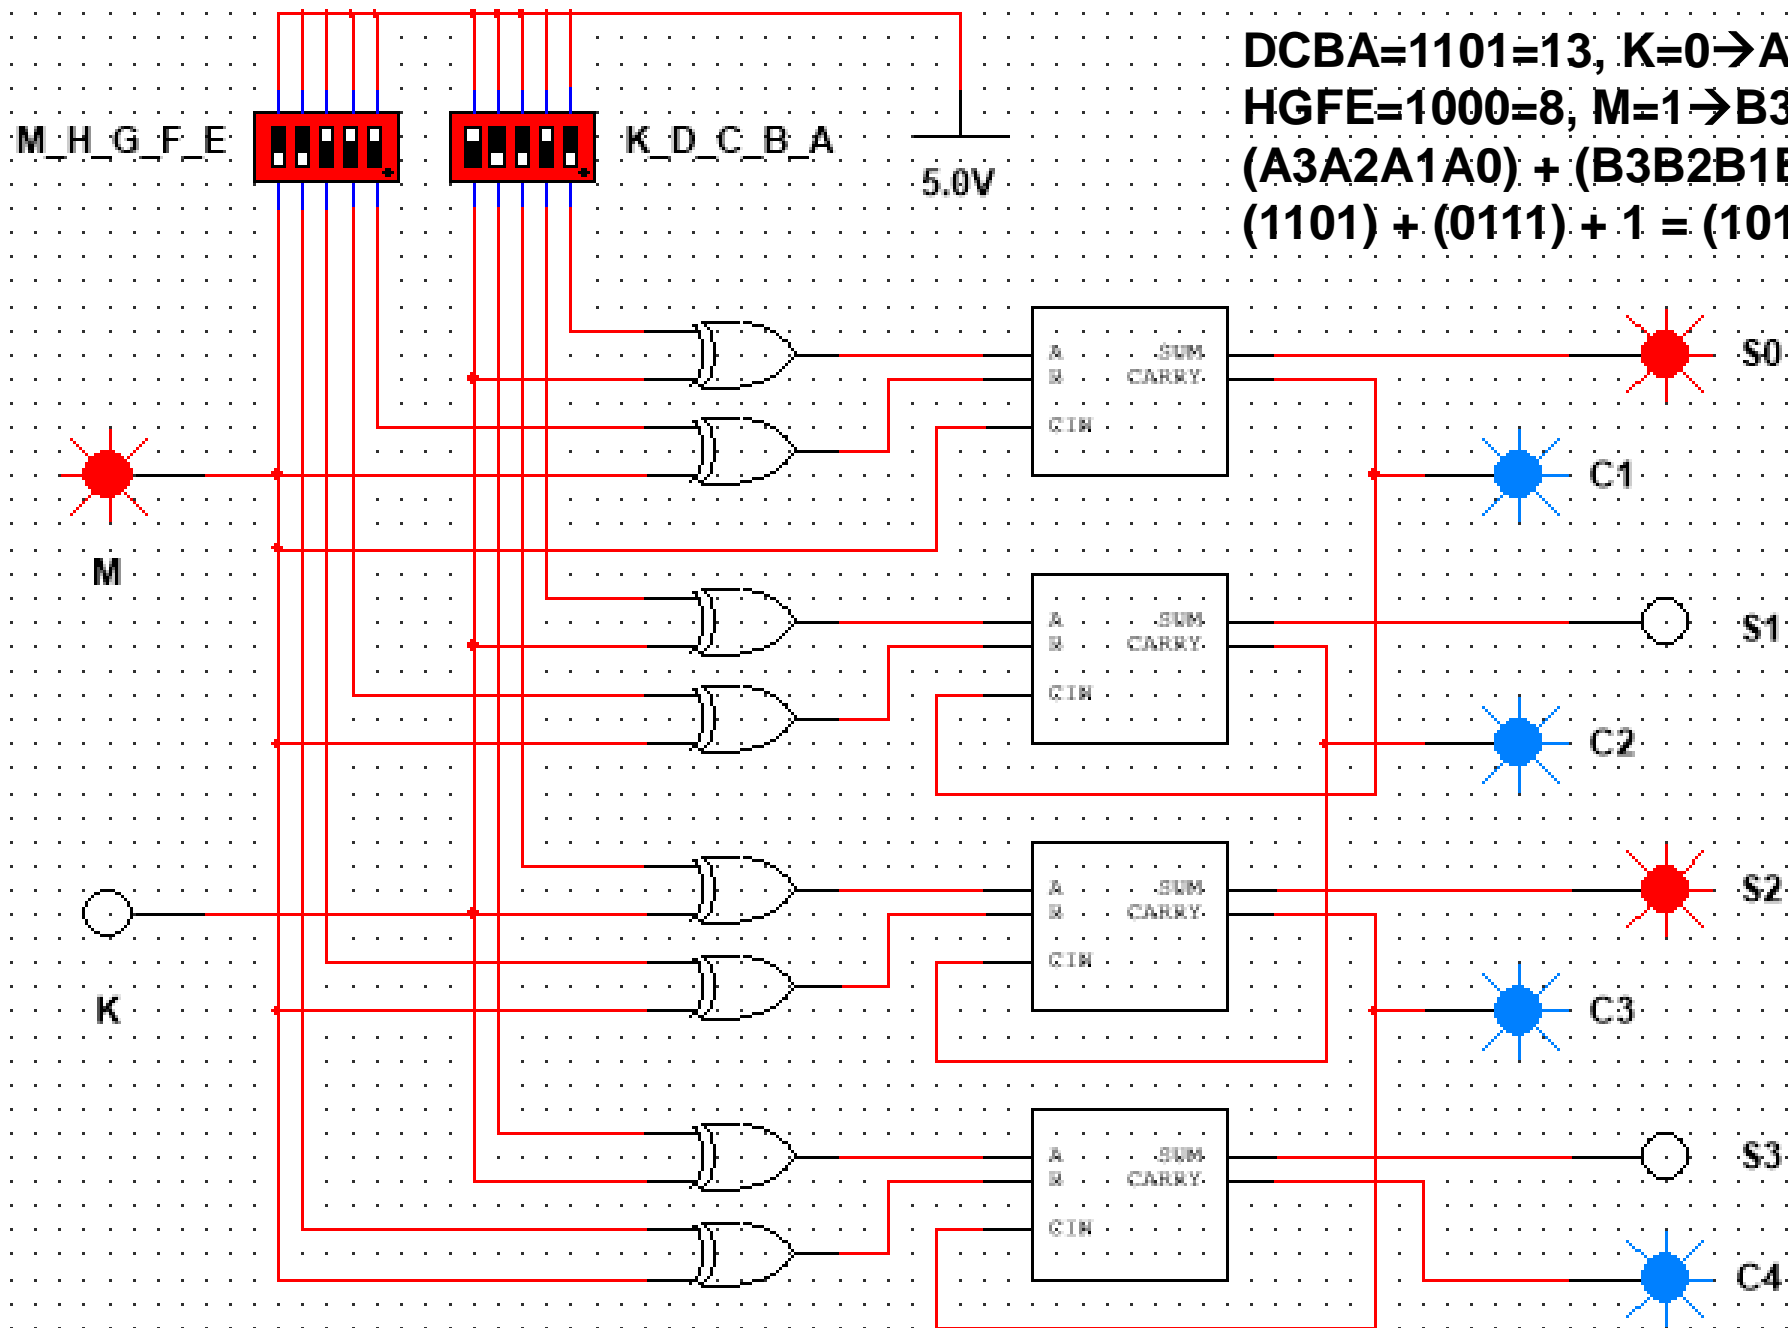 DCBA=1101=13, K=0→A
HGFE=1000=8, M=1→B3
(A3A2A1A0) + (B3B2B1
(1101) + (0111) + 1 = (101
M_H_G_F_E
K_D_C_B_A
5.0V
A SUM
B CARRY
CIN
S0
C1
M
A SUM
B CARRY
CIN
S1
C2
A SUM
B CARRY
CIN
S2
C3
K
A SUM
B CARRY
CIN
S3
C4